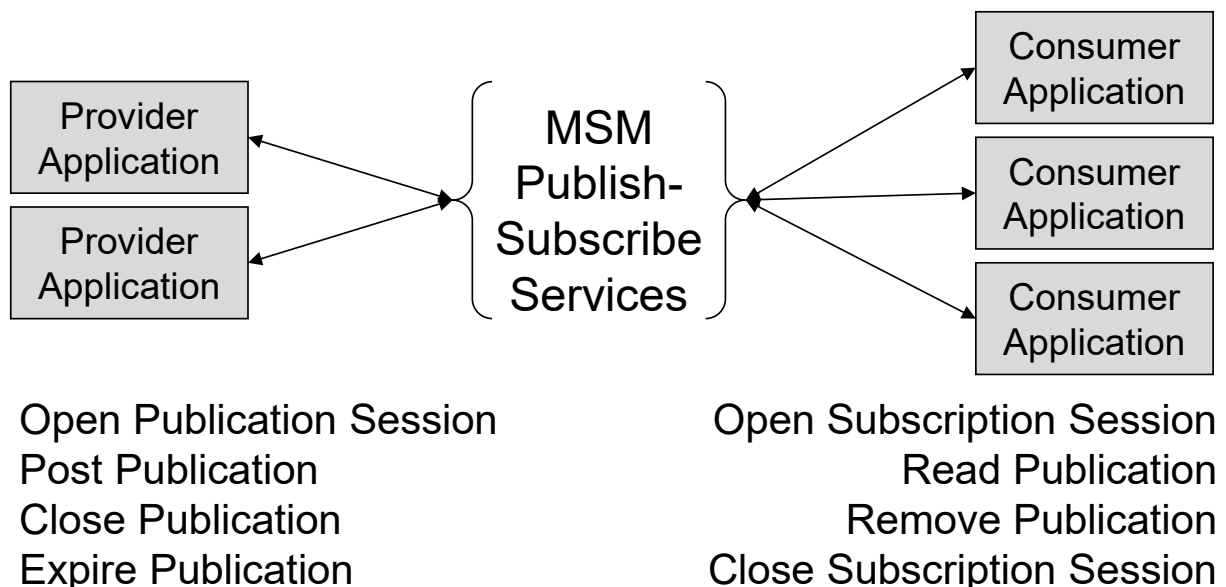 Provider
Application
Provider
Application
MSM
Publish-
Subscribe
Services
Consumer
Application
Consumer
Application
Consumer
Application
Open Publication Session
Post Publication
Close Publication
Expire Publication
Open Subscription Session
Read Publication
Remove Publication
Close Subscription Session